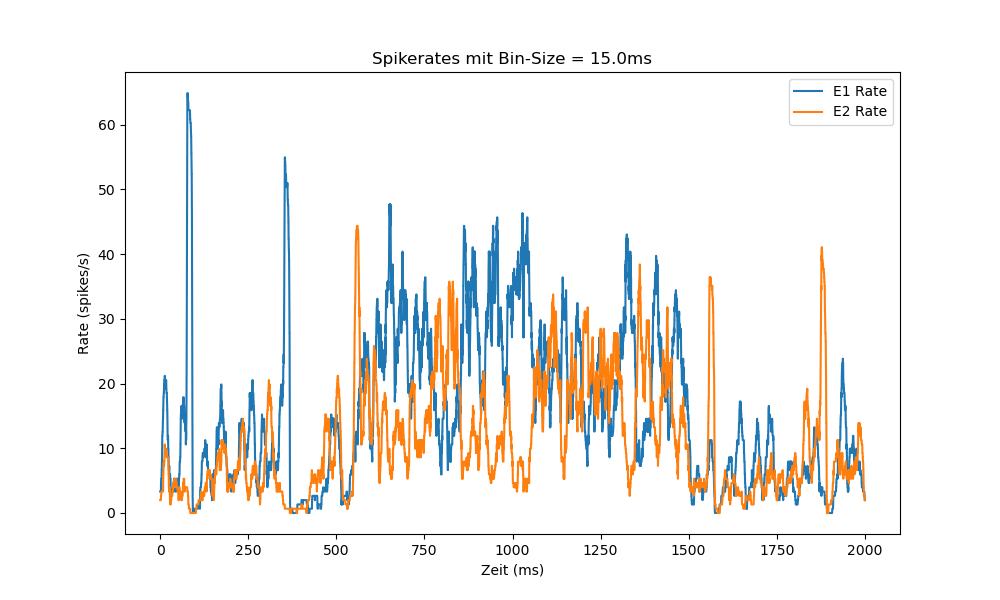 Spikerates mit Bin-Size = 15.0ms
E1 Rate
E2 Rate
60
50
40
30
20
10
0
Rate (spikes/s)
0 250 500 750 1000 1250 1500 1750 2000
Zeit (ms)